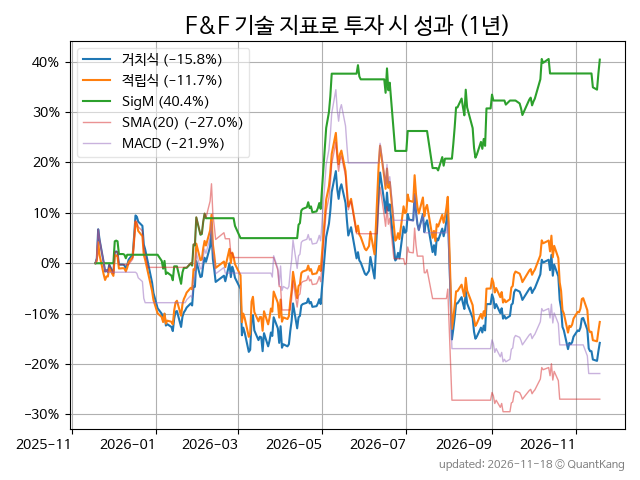 F&F 기술 지표로 투자 시 성과 (1년)
거치식 (−15.8%)
적립식 (−11.7%)
SigM (40.4%)
SMA(20) (−27.0%)
MACD (−21.9%)
40%
30%
20%
10%
0%
−10%
−20%
−30%
2025-11 2026-01 2026-03 2026-05 2026-07 2026-09 2026-11
updated: 2026-11-18 © QuantKang